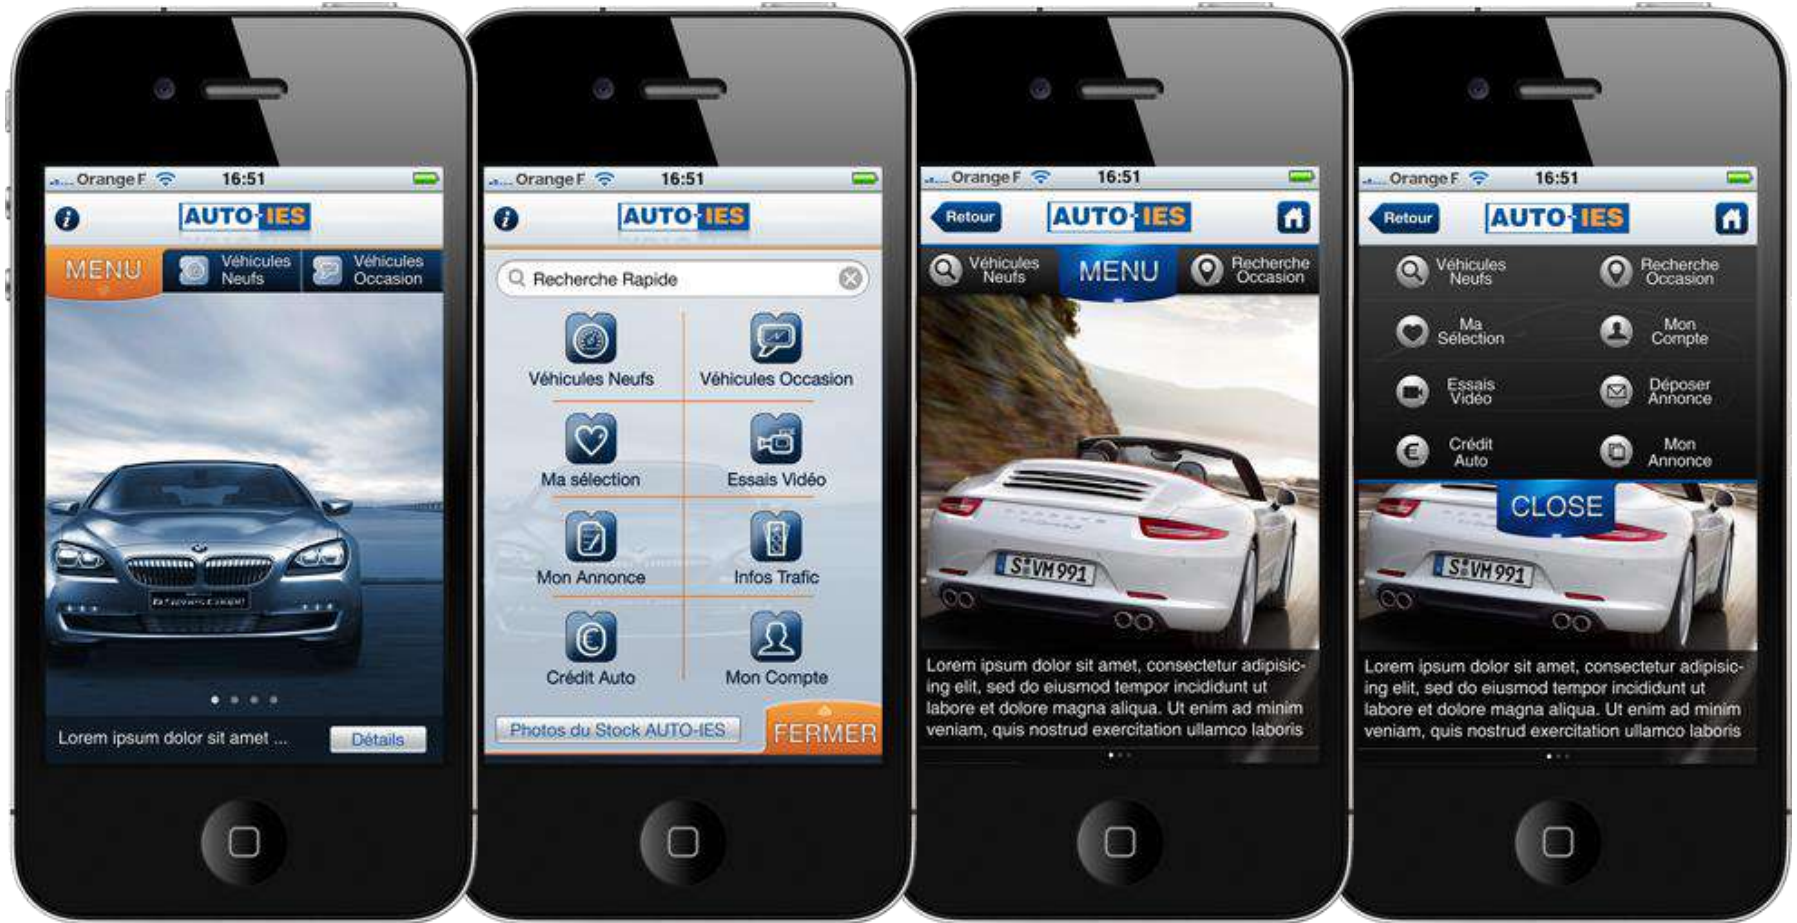 Orange F
16:51
AUTO-IES
MENU
Véhicules
Neufs
Véhicules
Occasion
Lorem ipsum dolor sit amet ...
Détails
Orange F
16:51
AUTO-IES
Recherche Rapide
Véhicules Neufs
Véhicules Occasion
Ma sélection
Essais Vidéo
Mon Annonce
Infos Trafic
Crédit Auto
Mon Compte
Photos du Stock AUTO-IES
FERMER
Orange F
16:51
Retour
AUTO-IES
Véhicules
Neufs
MENU
Recherche
Occasion
S VM 991
Lorem ipsum dolor sit amet, consectetur adipisic-
ing elit, sed do eiusmod tempor incididunt ut
labore et dolore magna aliqua. Ut enim ad minim
veniam, quis nostrud exercitation ullamco laboris
Orange F
16:51
Retour
AUTO-IES
Véhicules
Neufs
Recherche
Occasion
Ma
Sélection
Mon
Compte
Essais
Vidéo
Déposer
Annonce
Crédit
Auto
Mon
Annonce
CLOSE
S VM 991
Lorem ipsum dolor sit amet, consectetur adipisic-
ing elit, sed do eiusmod tempor incididunt ut
labore et dolore magna aliqua. Ut enim ad minim
veniam, quis nostrud exercitation ullamco laboris